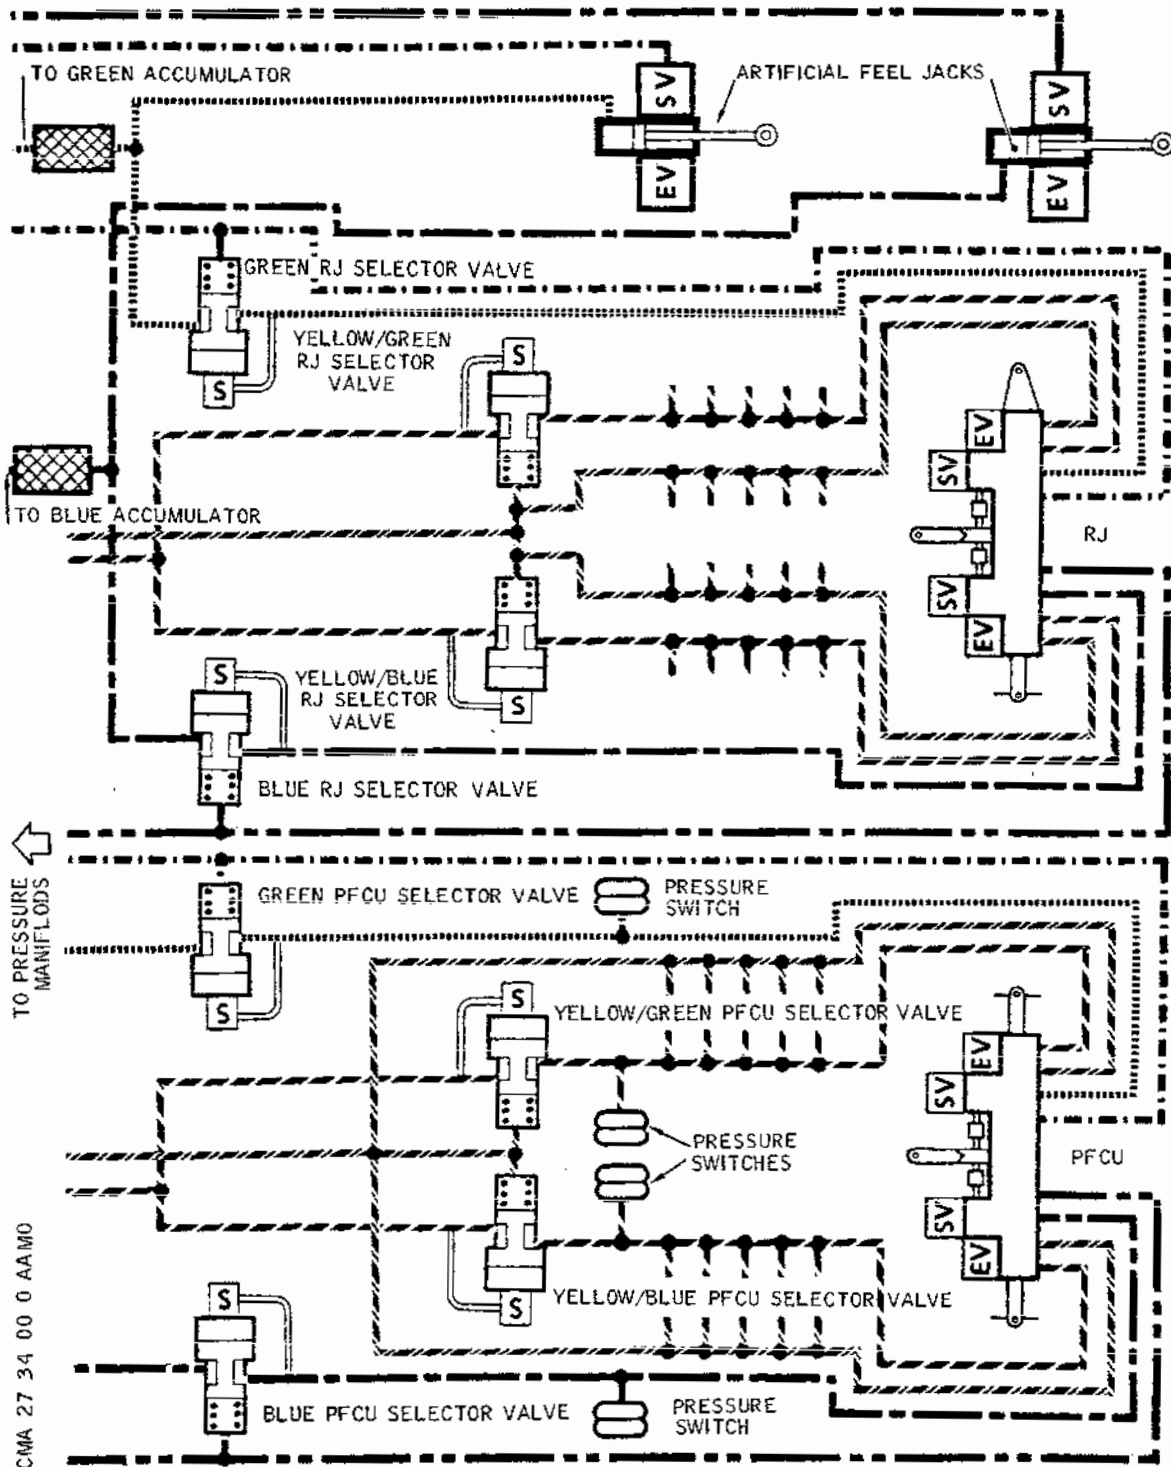 TO GREEN ACCUMULATOR
SV
EV
ARTIFICIAL FEEL JACKS
SV
EV
GREEN RJ SELECTOR VALVE
S
YELLOW/GREEN
RJ SELECTOR
VALVE
S
TO BLUE ACCUMULATOR
EV
SV
RJ
SV
EV
S
YELLOW/BLUE
RJ SELECTOR
VALVE
S
BLUE RJ SELECTOR VALVE
TO PRESSURE
MANIFLODS
GREEN PFCU SELECTOR VALVE
PRESSURE
SWITCH
S
S
YELLOW/GREEN PFCU SELECTOR VALVE
EV
SV
PRESSURE
SWITCHES
PFCU
SV
EV
S
S
YELLOW/BLUE PFCU SELECTOR VALVE
BLUE PFCU SELECTOR VALVE
PRESSURE
SWITCH
CMA 27 34 00 0 AAMO